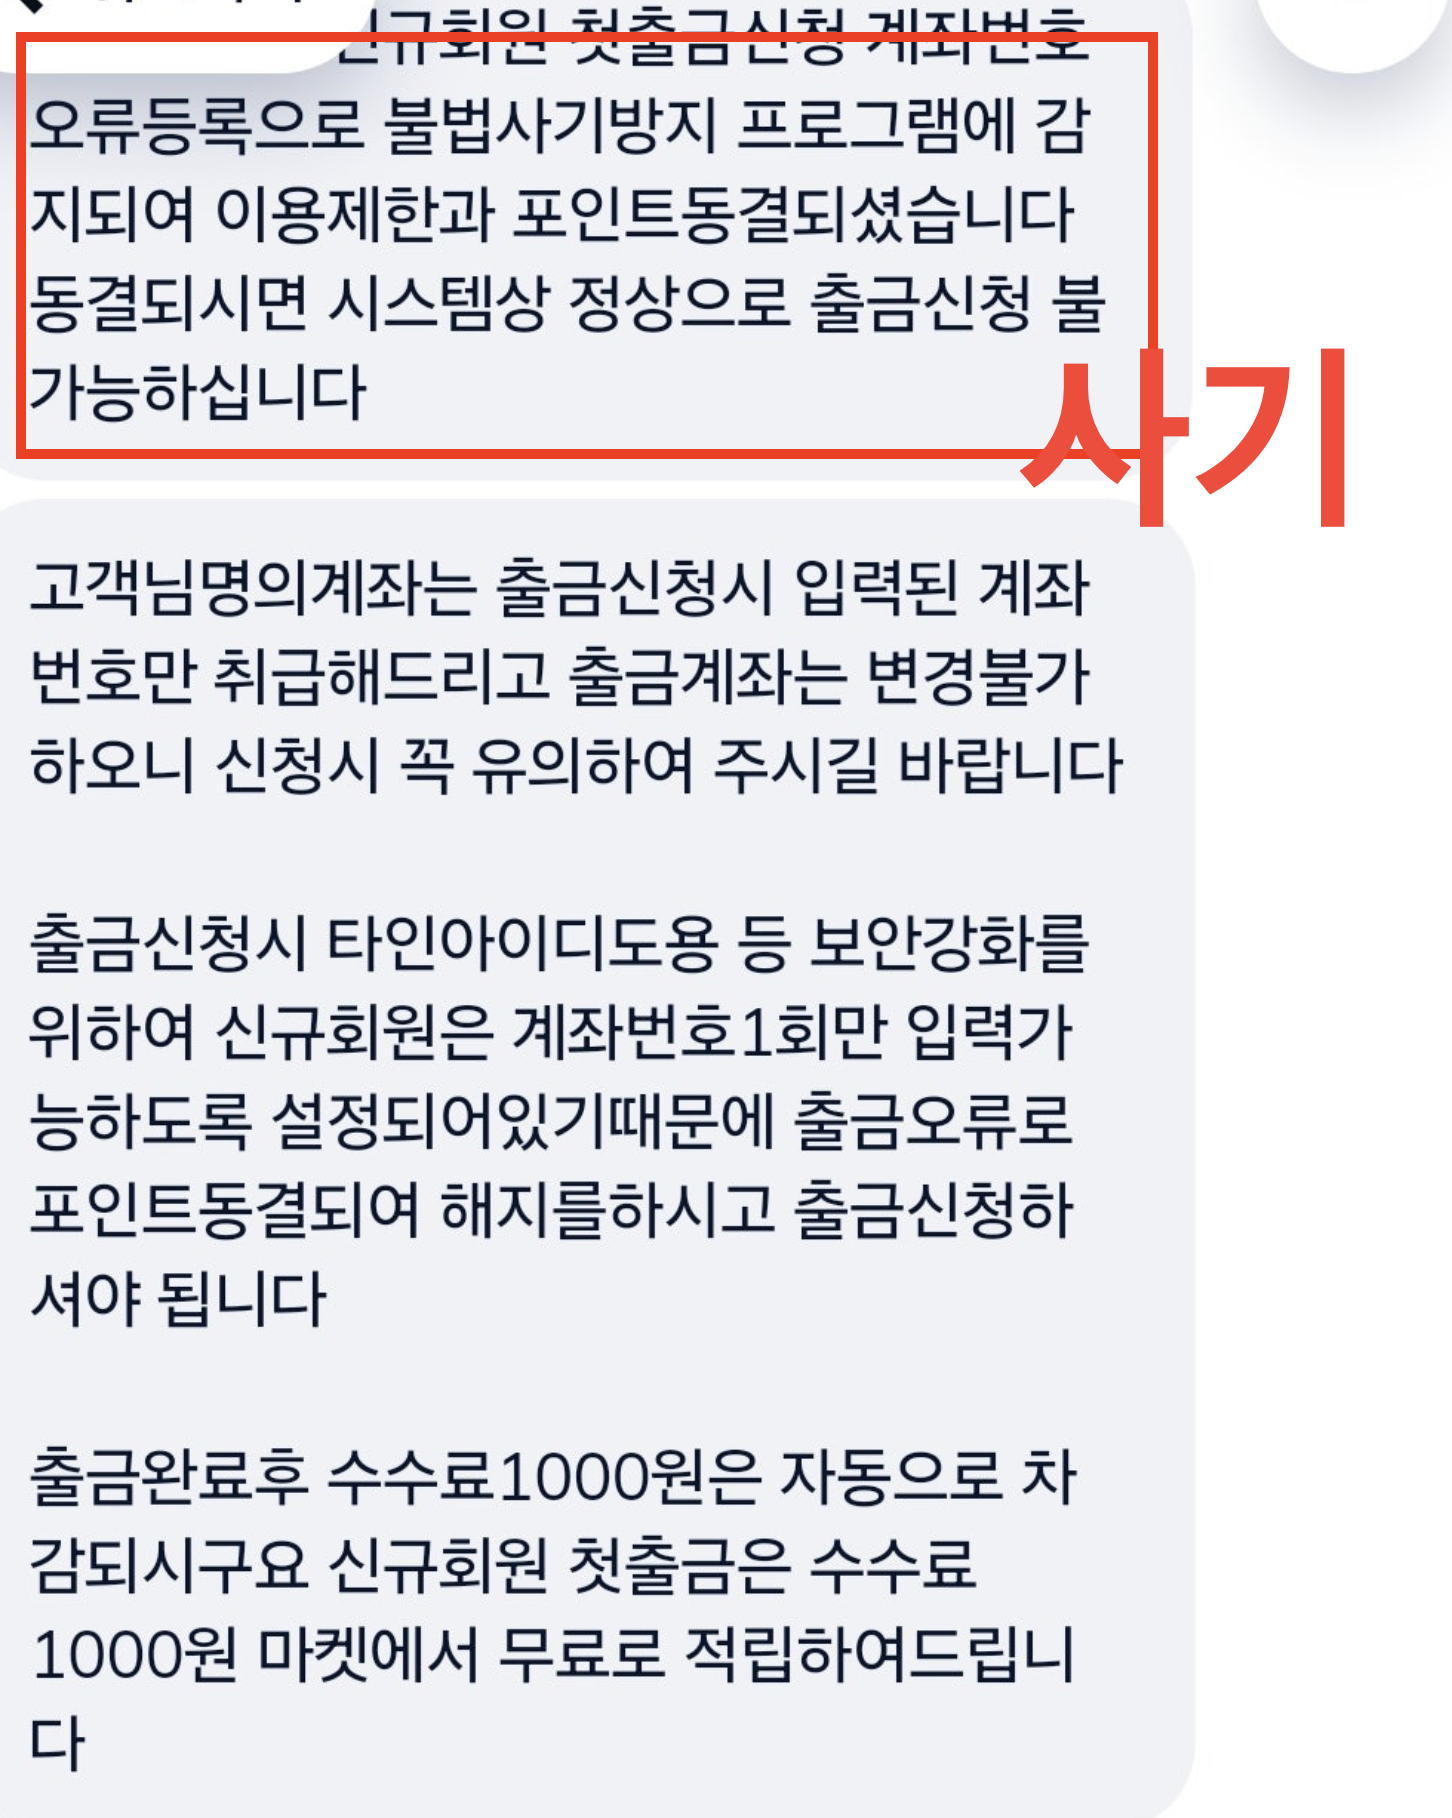 신규회원 첫출금신청 계좌번호
오류등록으로 불법사기방지 프로그램에 감
지되여 이용제한과 포인트동결되셨습니다
동결되시면 시스템상 정상으로 출금신청 불
가능하십니다
사기
고객님명의계좌는 출금신청시 입력된 계좌
번호만 취급해드리고 출금계좌는 변경불가
하오니 신청시 꼭 유의하여 주시길 바랍니다
출금신청시 타인아이디도용 등 보안강화를
위하여 신규회원은 계좌번호1회만 입력가
능하도록 설정되어있기때문에 출금오류로
포인트동결되여 해지를하시고 출금신청하
셔야 됩니다
출금완료후 수수료1000원은 자동으로 차
감되시구요 신규회원 첫출금은 수수료
1000원 마켓에서 무료로 적립하여드립니
다